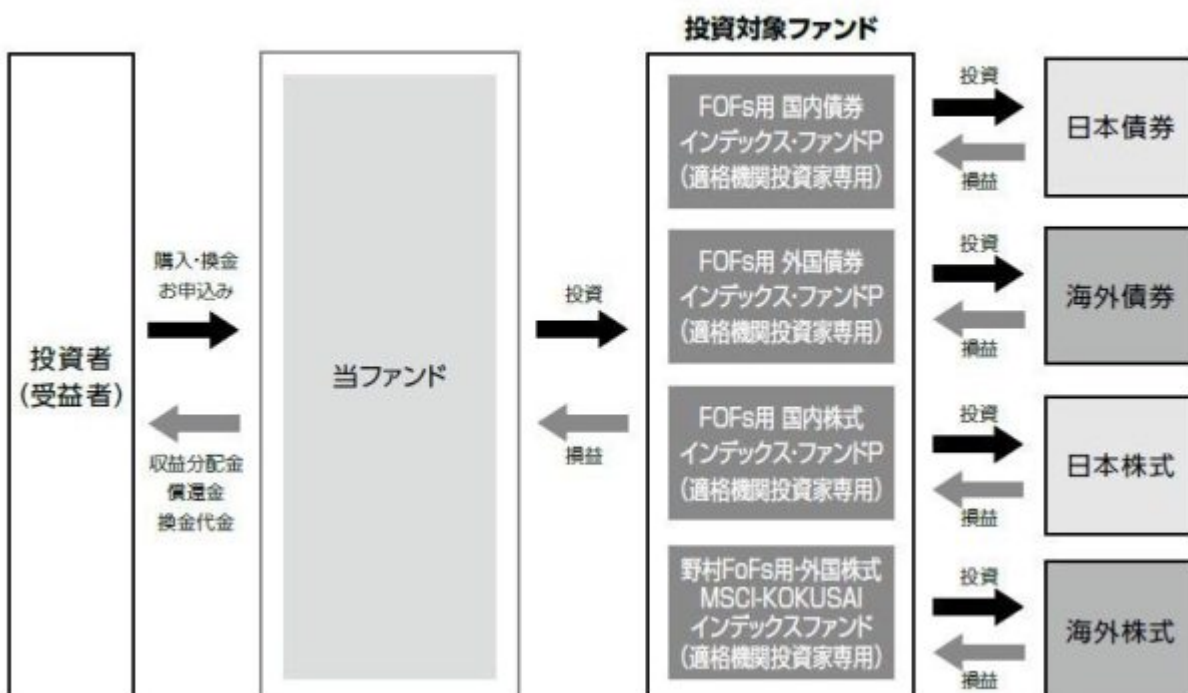 投資対象ファンド
投資者
(受益者)
購入・換金
お申込み
収益分配金
償還金
換金代金
当ファンド
投資
損益
FOFs用 国内債券
インデックス・ファンドP
(適格機関投資家専用)
投資
損益
日本債券
FOFs用 外国債券
インデックス・ファンドP
(適格機関投資家専用)
投資
損益
海外債券
FOFs用 国内株式
インデックス・ファンドP
(適格機関投資家専用)
投資
損益
日本株式
野村FoFs用・外国株式
MSCI-KOKUSAI
インデックスファンド
(適格機関投資家専用)
投資
損益
海外株式